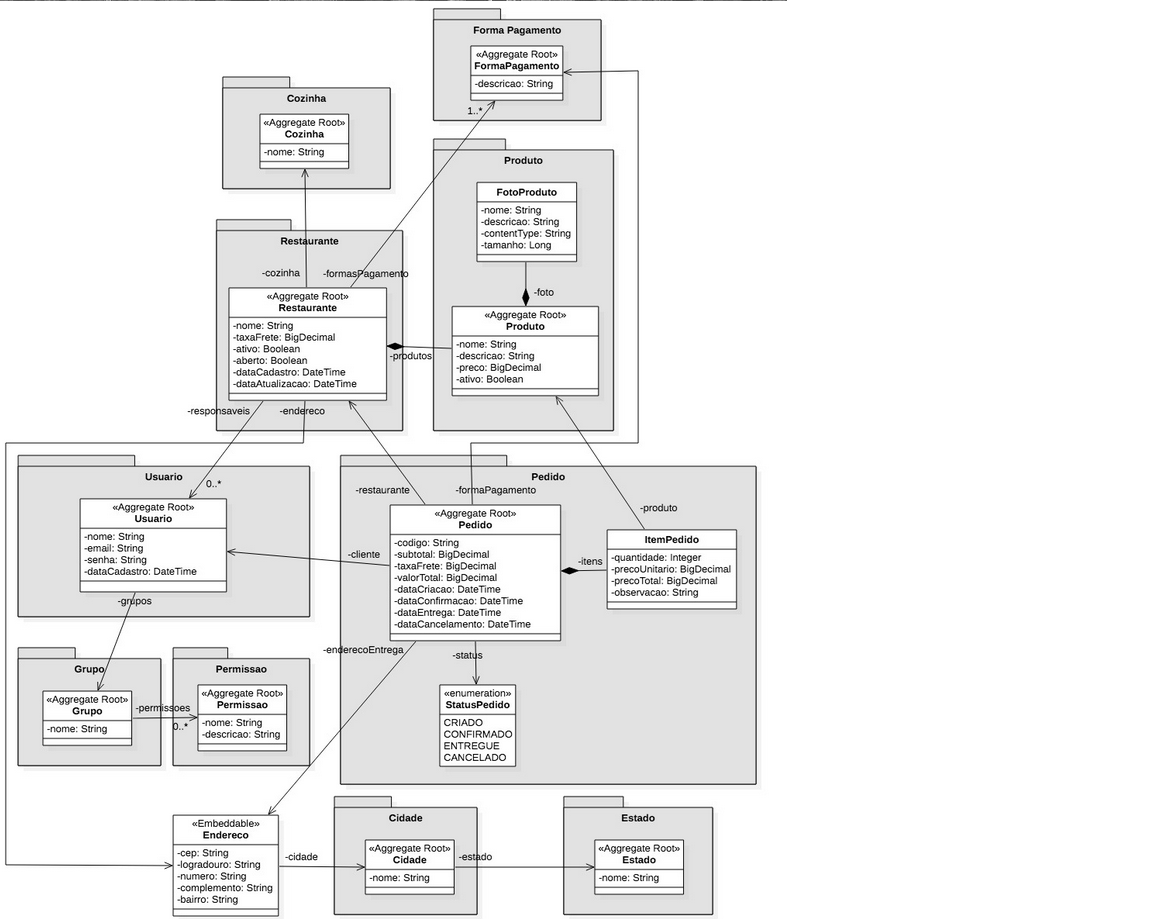 Forma Pagamento
«Aggregate Root»
FormaPagamento
-descricao: String
1..*
Cozinha
«Aggregate Root»
Cozinha
-nome: String
Produto
FotoProduto
-nome: String
-descricao: String
-contentType: String
-tamanho: Long
-foto
«Aggregate Root»
Produto
-nome: String
-descricao: String
-preco: BigDecimal
-ativo: Boolean
Restaurante
-cozinha
-formasPagamento
«Aggregate Root»
Restaurante
-nome: String
-taxaFrete: BigDecimal
-ativo: Boolean
-aberto: Boolean
-dataCadastro: DateTime
-dataAtualizacao: DateTime
-produtos
-responsaveis
-endereco
Usuario
0..*
«Aggregate Root»
Usuario
-nome: String
-email: String
-senha: String
-dataCadastro: DateTime
-grupos
Pedido
-restaurante
-formaPagamento
-cliente
«Aggregate Root»
Pedido
-codigo: String
-subtotal: BigDecimal
-taxaFrete: BigDecimal
-valorTotal: BigDecimal
-dataCriacao: DateTime
-dataConfirmacao: DateTime
-dataEntrega: DateTime
-dataCancelamento: DateTime
-produto
-itens
ItemPedido
-quantidade: Integer
-precoUnitario: BigDecimal
-precoTotal: BigDecimal
-observacao: String
-enderecoEntrega
-status
«enumeration»
StatusPedido
CRIADO
CONFIRMADO
ENTREGUE
CANCELADO
Grupo
«Aggregate Root»
Grupo
-nome: String
-permissoes
0..*
Permissao
«Aggregate Root»
Permissao
-nome: String
-descricao: String
«Embeddable»
Endereco
-cep: String
-logradouro: String
-numero: String
-complemento: String
-bairro: String
-cidade
Cidade
«Aggregate Root»
Cidade
-nome: String
-estado
Estado
«Aggregate Root»
Estado
-nome: String